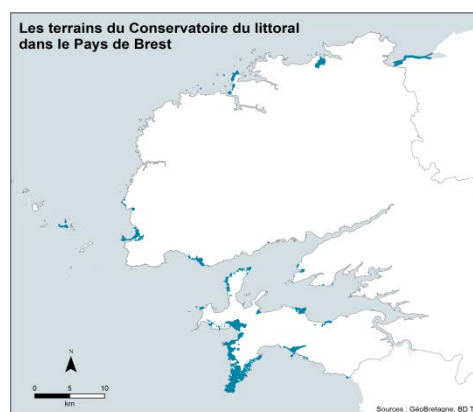 Les terrains du Conservatoire du littoral
dans le Pays de Brest
N
0 5 10
km
Sources : GéoBretagne, BD T